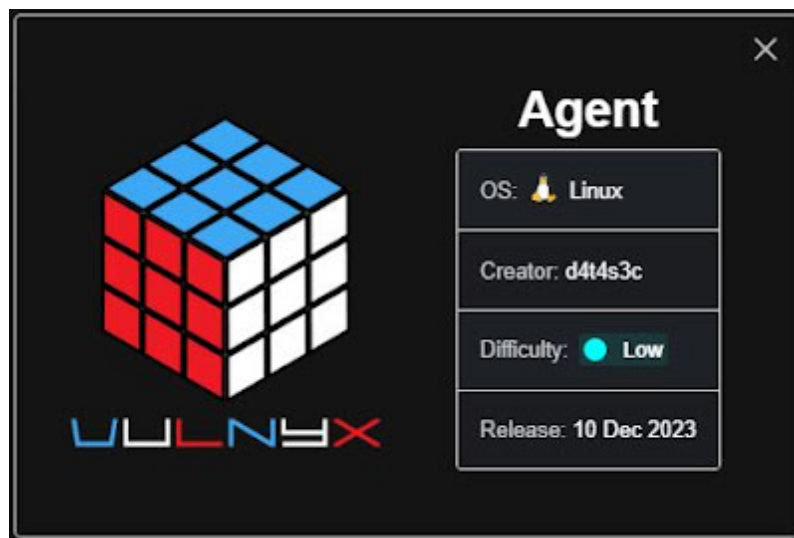 Agent
OS: Linux
Creator: d4t4s3c
Difficulty: Low
Release: 10 Dec 2023
VULNYX